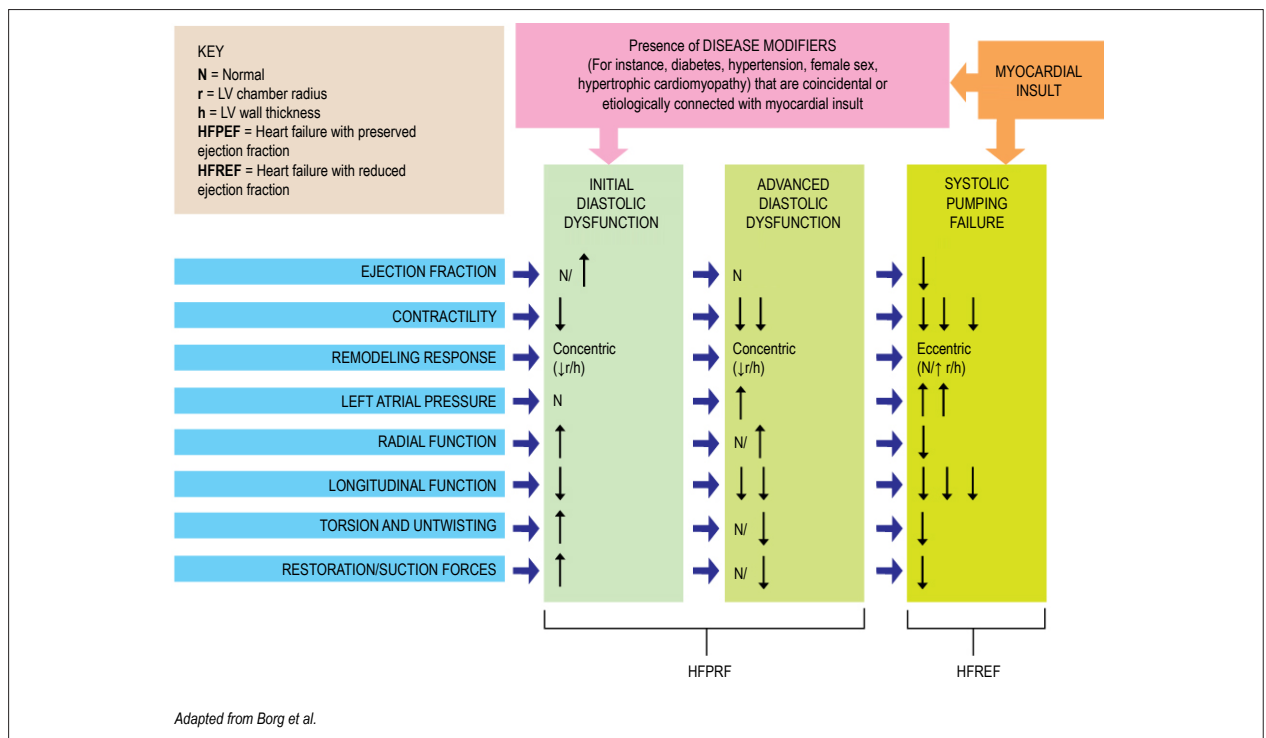 KEY
N = Normal
r = LV chamber radius
h = LV wall thickness
HFPEF = Heart failure with preserved
ejection fraction
HFREF = Heart failure with reduced
ejection fraction
Presence of DISEASE MODIFIERS
(For instance, diabetes, hypertension, female sex,
hypertrophic cardiomyopathy) that are coincidental or
etiologically connected with myocardial insult
MYOCARDIAL
INSULT
INITIAL
DIASTOLIC
DYSFUNCTION
ADVANCED
DIASTOLIC
DYSFUNCTION
SYSTOLIC
PUMPING
FAILURE
EJECTION FRACTION
N/ ↑
N
↓
CONTRACTILITY
↓
↓ ↓
↓ ↓ ↓
REMODELING RESPONSE
Concentric
(↓r/h)
Concentric
(↓r/h)
Eccentric
(N/↑ r/h)
LEFT ATRIAL PRESSURE
N
↑
↑ ↑
RADIAL FUNCTION
↑
N/ ↑
↓
LONGITUDINAL FUNCTION
↓
↓ ↓
↓ ↓ ↓
TORSION AND UNTWISTING
↑
N/ ↓
↓
RESTORATION/SUCTION FORCES
↑
N/ ↓
↓
HFPRF
HFREF
Adapted from Borg et al.